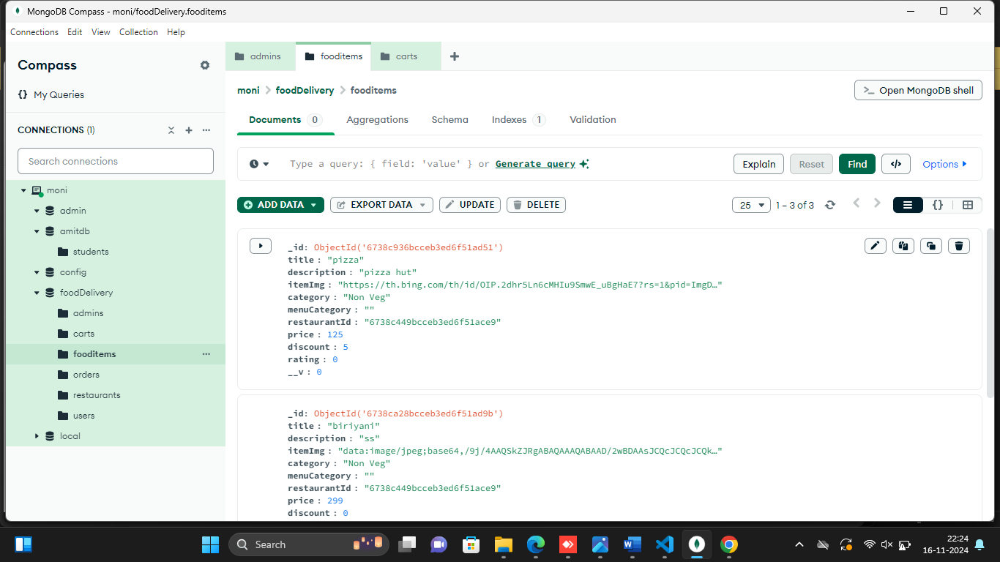 MongoDB Compass - moni/foodDelivery.fooditems
Connections Edit View Collection Help
Compass
{} My Queries
CONNECTIONS (1)
Search connections
moni
admin
amitdb
students
config
foodDelivery
admins
carts
fooditems
orders
restaurants
users
local
admins fooditems carts
moni > foodDelivery > fooditems
>_ Open MongoDB shell
Documents 0 Aggregations Schema Indexes 1 Validation
Type a query: { field: 'value' } or Generate query
Explain Reset Find </> Options
ADD DATA EXPORT DATA UPDATE DELETE
25 1 – 3 of 3 {}
_id: ObjectId('6738c936bcceb3ed6f51ad51')
title : "pizza"
description : "pizza hut"
itemImg : "https://th.bing.com/th/id/OIP.2dhr5Ln6cMHIu9SmwE_uBgHaE7?rs=1&pid=ImgD…"
category : "Non Veg"
menuCategory : ""
restaurantId : "6738c449bcceb3ed6f51ace9"
price : 125
discount : 5
rating : 0
__v : 0
_id: ObjectId('6738ca28bcceb3ed6f51ad9b')
title : "biriyani"
description : "ss"
itemImg : "data:image/jpeg;base64,/9j/4AAQSkZJRgABAQAAAQABAAD/2wBDAAsJCQcJCQcJCQk…"
category : "Non Veg"
menuCategory : ""
restaurantId : "6738c449bcceb3ed6f51ace9"
price : 299
discount : 0
Search
22:24
16-11-2024